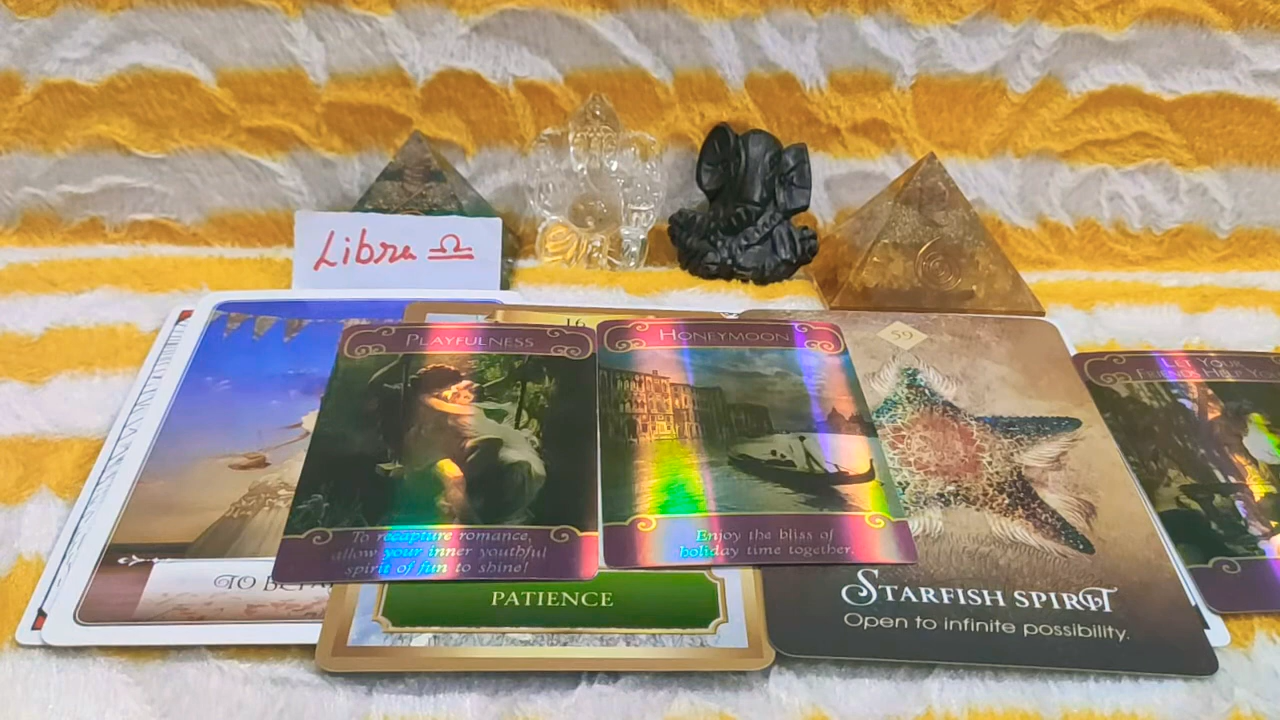 Libra ♎
16
PLAYFULNESS
To recapture romance,
allow your inner youthful
spirit of fun to shine!
HONEYMOON
Enjoy the bliss of
holiday time together.
59
STARFISH SPIRIT
Open to infinite possibility.
LET YOUR
FRIENDS HELP YOU
TO BE
PATIENCE